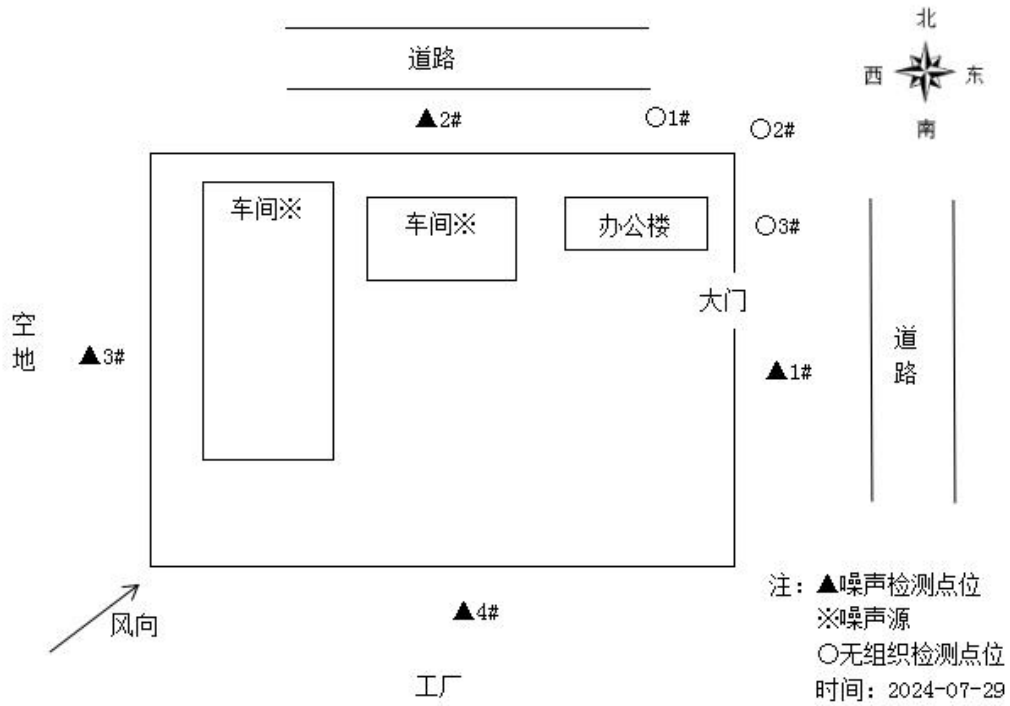 北
道路
西
东
▲2#
○1#
○2#
南
车间※
车间※
办公楼
○3#
大门
空地
▲3#
道路
▲1#
注：▲噪声检测点位
※噪声源
○无组织检测点位
时间：2024-07-29
风向
▲4#
工厂